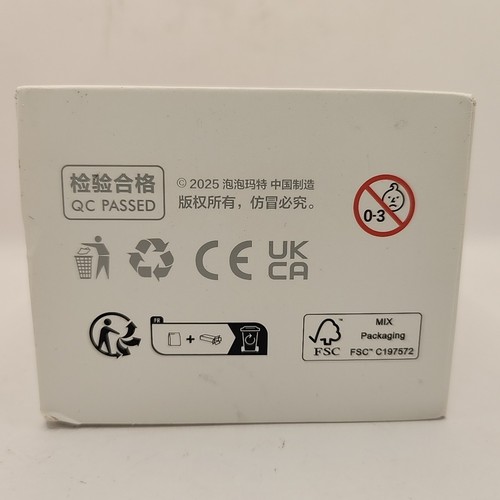 检验合格
QC PASSED
© 2025 泡泡玛特 中国制造
版权所有，仿冒必究。
0-3
CE
UK
CA
FR
+
FSC
MIX
Packaging
FSC™ C197572